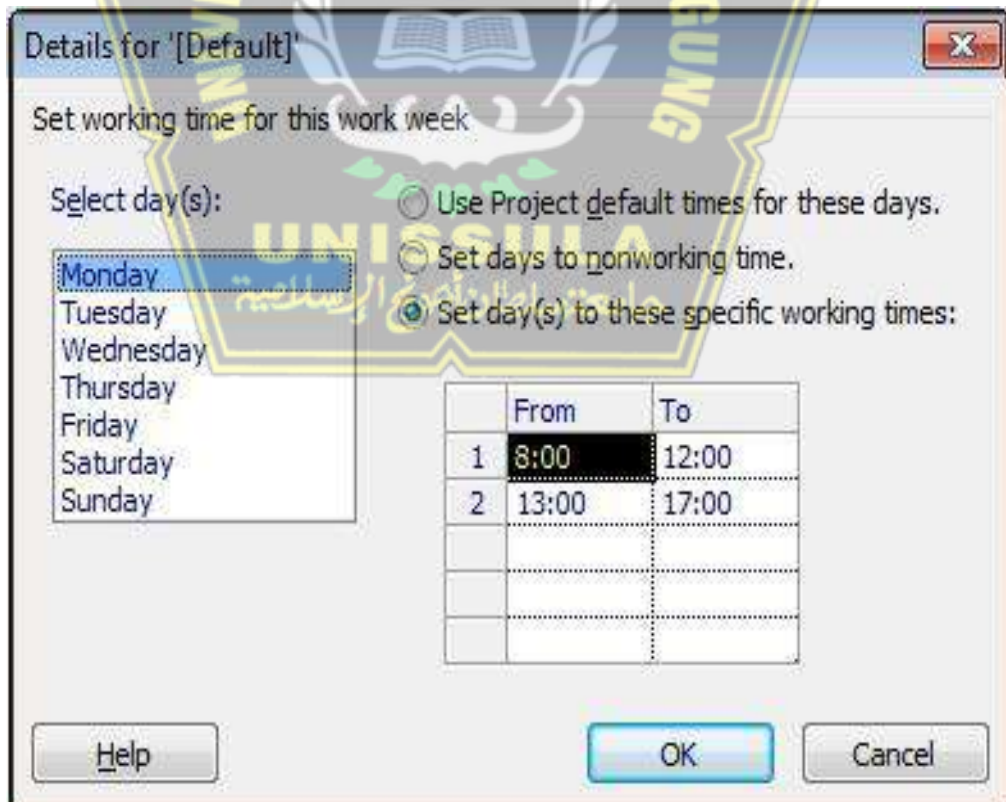 Details for '[Default]'
Set working time for this work week
Select day(s):
Use Project default times for these days.
Set days to nonworking time.
Set day(s) to these specific working times:
Monday
Tuesday
Wednesday
Thursday
Friday
Saturday
Sunday
From To
1 8:00 12:00
2 13:00 17:00
Help OK Cancel
UNISSULA